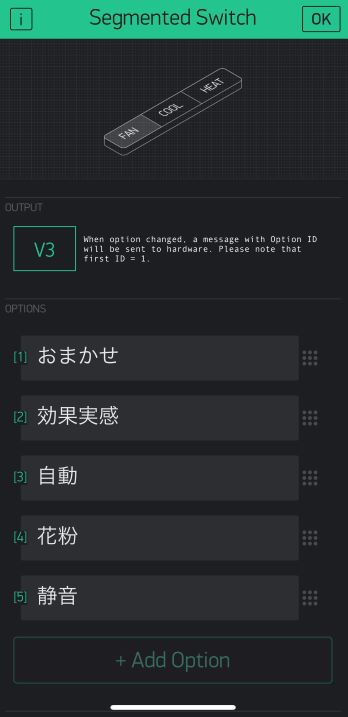 i
Segmented Switch
OK
FAN
COOL
HEAT
OUTPUT
V3
When option changed, a message with Option ID
will be sent to hardware. Please note that
first ID = 1.
OPTIONS
[1] おまかせ
[2] 効果実感
[3] 自動
[4] 花粉
[5] 静音
+ Add Option